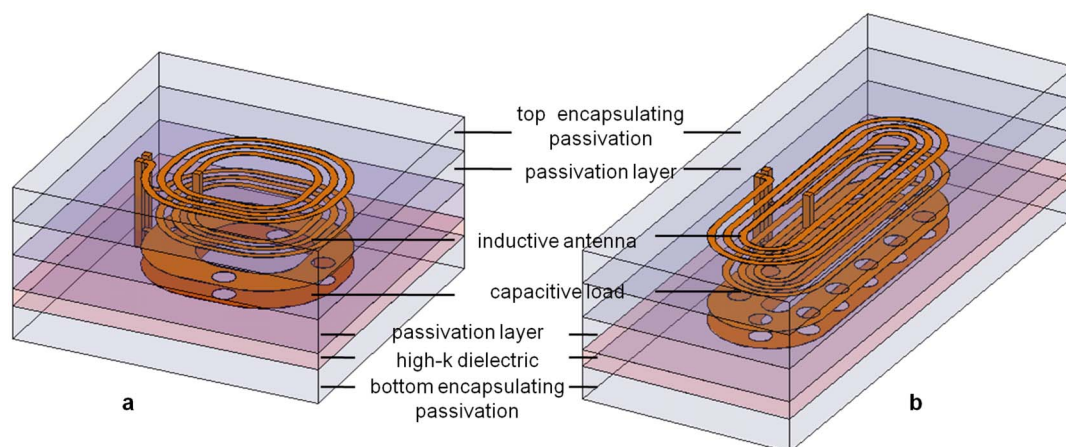 top encapsulating
passivation
passivation layer
inductive antenna
capacitive load
passivation layer
high-k dielectric
bottom encapsulating
passivation
a
b